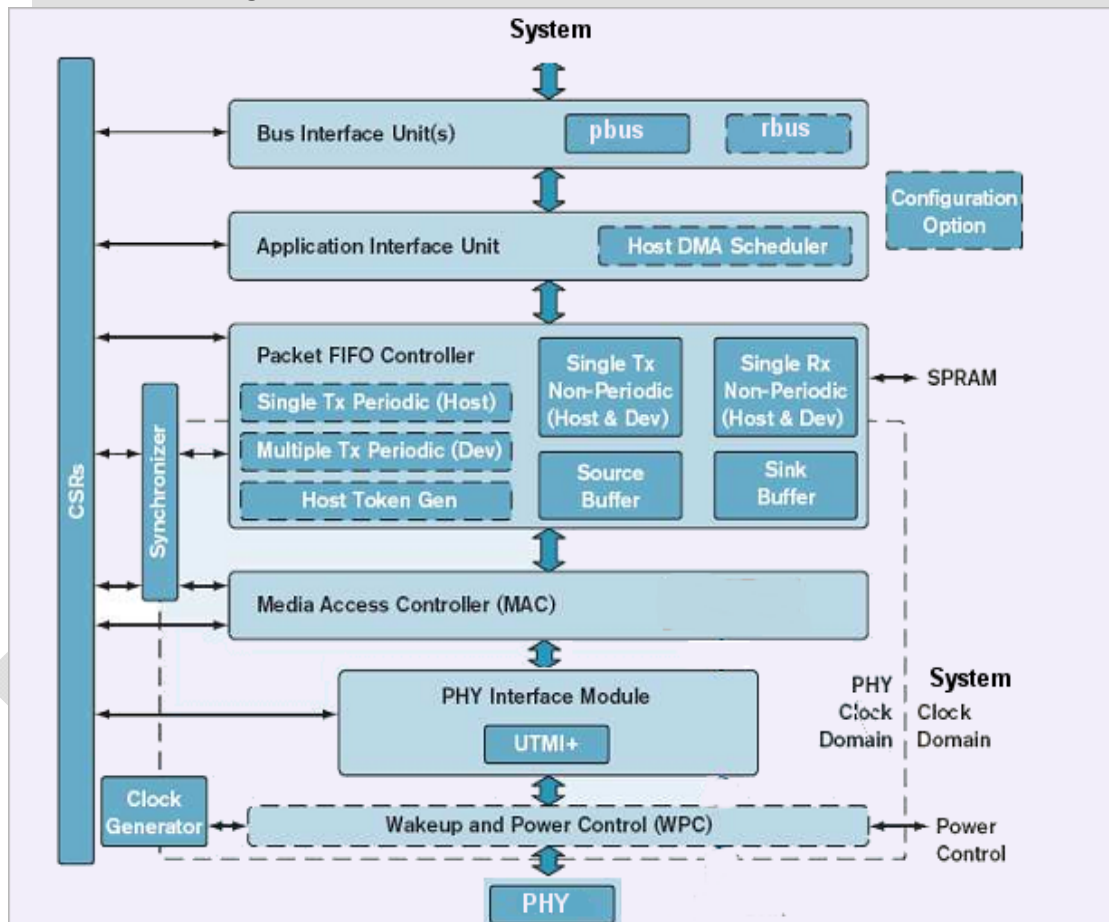 System
Bus Interface Unit(s)
pbus
rbus
Configuration
Option
Application Interface Unit
Host DMA Scheduler
Packet FIFO Controller
Single Tx Periodic (Host)
Multiple Tx Periodic (Dev)
Host Token Gen
Single Tx
Non-Periodic
(Host & Dev)
Single Rx
Non-Periodic
(Host & Dev)
Source
Buffer
Sink
Buffer
SPRAM
CSRs
Synchronizer
Media Access Controller (MAC)
PHY Interface Module
UTMI+
PHY
Clock
Domain
System
Clock
Domain
Clock
Generator
Wakeup and Power Control (WPC)
Power
Control
PHY